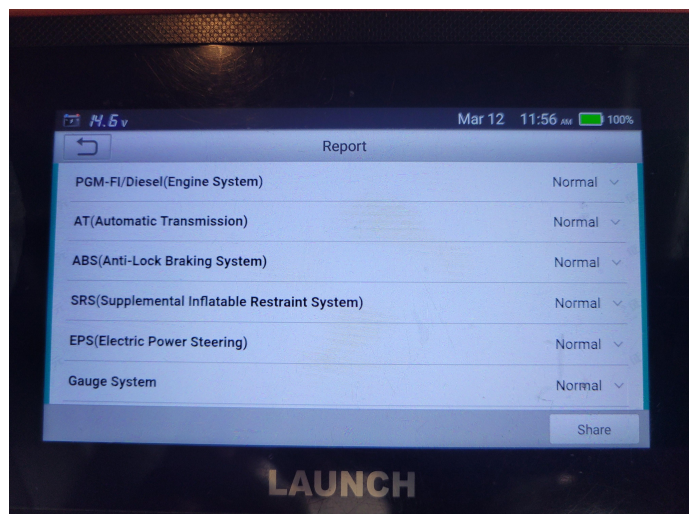 14.5 v Mar 12 11:56 AM 100%
Report
PGM-FI/Diesel(Engine System) Normal
AT(Automatic Transmission) Normal
ABS(Anti-Lock Braking System) Normal
SRS(Supplemental Inflatable Restraint System) Normal
EPS(Electric Power Steering) Normal
Gauge System Normal
Share
LAUNCH